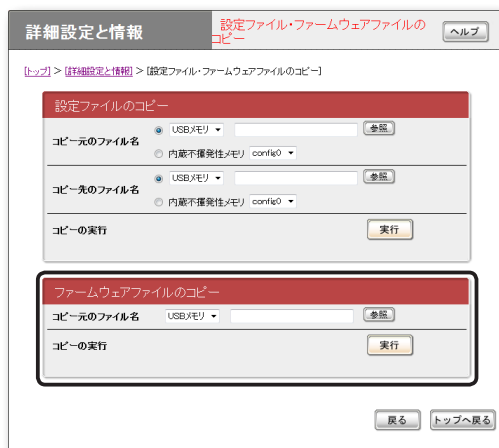 詳細設定と情報
設定ファイル・ファームウェアファイルの
コピー
ヘルプ
[トップ] > [詳細設定と情報] > [設定ファイル・ファームウェアファイルのコピー]
設定ファイルのコピー
コピー元のファイル名
USBメモリ
参照
内蔵不揮発性メモリ config0
コピー先のファイル名
USBメモリ
参照
内蔵不揮発性メモリ config0
コピーの実行
実行
ファームウェアファイルのコピー
コピー元のファイル名
USBメモリ
参照
コピーの実行
実行
戻る
トップへ戻る